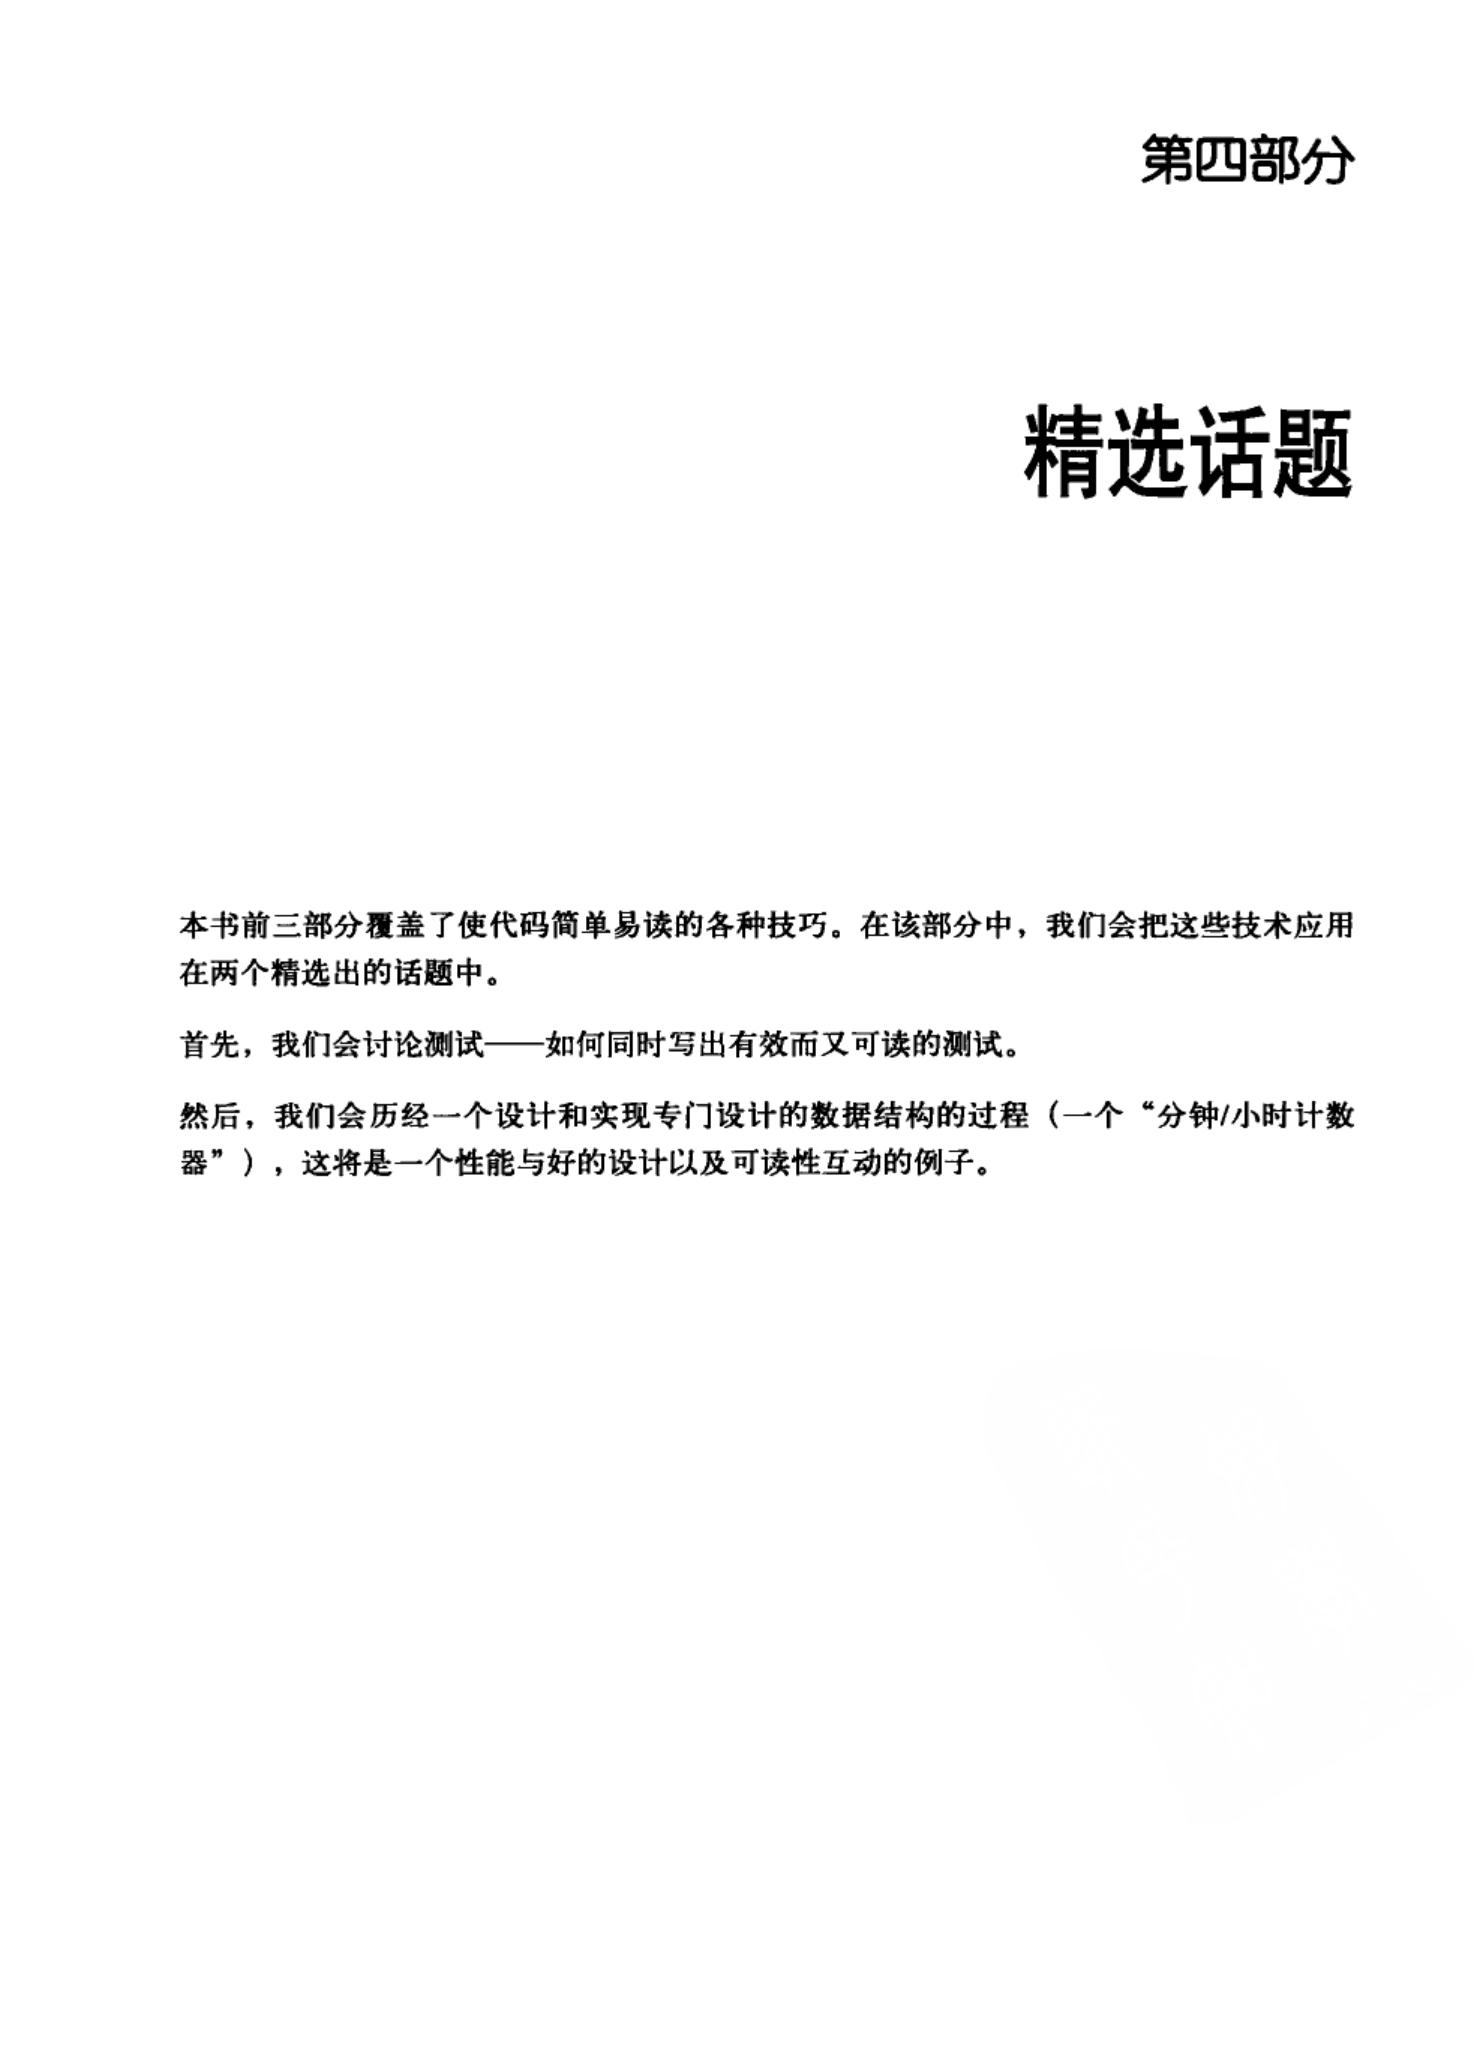 第四部分
精选话题
本书前三部分覆盖了使代码简单易读的各种技巧。在该部分中，我们会把这些技术应用
在两个精选出的话题中。
首先，我们会讨论测试——如何同时写出有效而又可读的测试。
然后，我们会历经一个设计和实现专门设计的数据结构的过程（一个“分钟/小时计数
器”），这将是一个性能与好的设计以及可读性互动的例子。